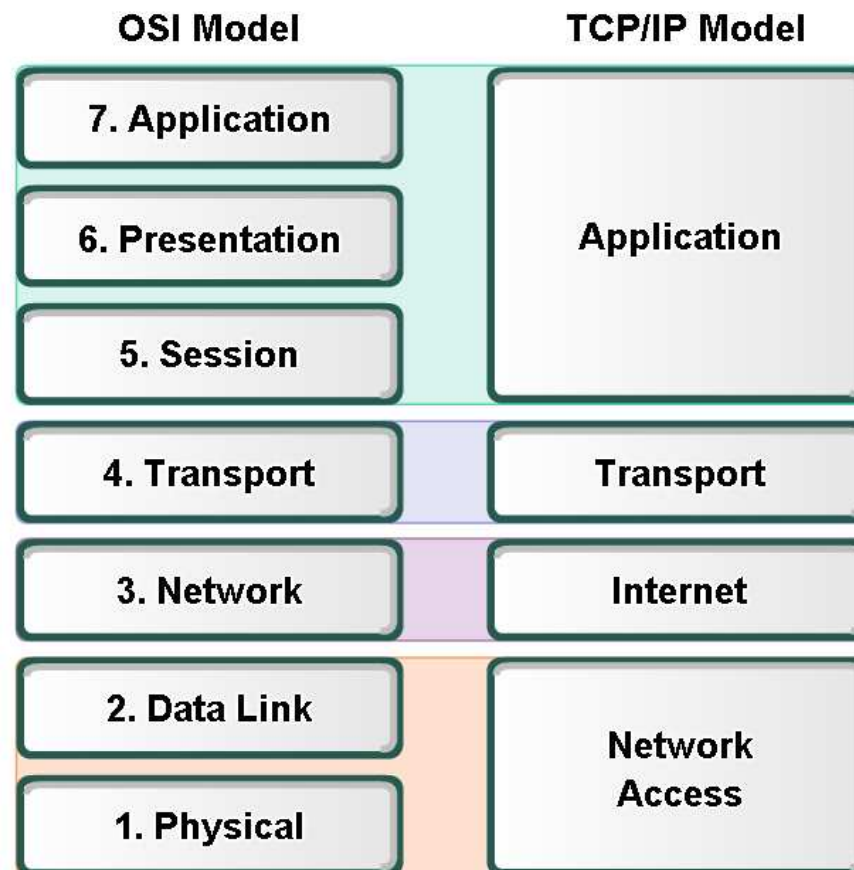 OSI Model
TCP/IP Model
7. Application
6. Presentation
5. Session
Application
4. Transport
Transport
3. Network
Internet
2. Data Link
1. Physical
Network
Access